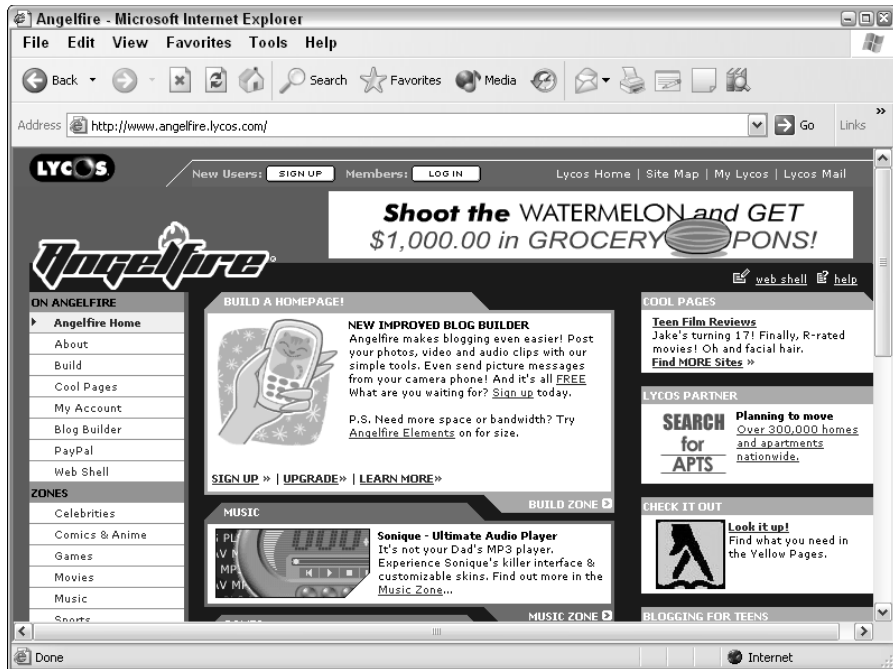 Angelfire - Microsoft Internet Explorer
File Edit View Favorites Tools Help
Back Search Favorites Media
Address http://www.angelfire.lycos.com/ Go Links »
LYCOS. New Users: SIGN UP Members: LOG IN Lycos Home | Site Map | My Lycos | Lycos Mail
Shoot the WATERMELON and GET
$1,000.00 in GROCERY PONS!
Angelfire
web shell help
ON ANGELFIRE
Angelfire Home
About
Build
Cool Pages
My Account
Blog Builder
PayPal
Web Shell
ZONES
Celebrities
Comics & Anime
Games
Movies
Music
Sports
BUILD A HOMEPAGE!
NEW IMPROVED BLOG BUILDER
Angelfire makes blogging even easier! Post
your photos, video and audio clips with our
simple tools. Even send picture messages
from your camera phone! And it's all FREE
What are you waiting for? Sign up today.
P.S. Need more space or bandwidth? Try
Angelfire Elements on for size.
SIGN UP » | UPGRADE» | LEARN MORE»
BUILD ZONE
MUSIC
Sonique - Ultimate Audio Player
It's not your Dad's MP3 player.
Experience Sonique's killer interface &
customizable skins. Find out more in the
Music Zone...
MUSIC ZONE
COOL PAGES
Teen Film Reviews
Jake's turning 17! Finally, R-rated
movies! Oh and facial hair.
Find MORE Sites »
LYCOS PARTNER
SEARCH
for
APTS
Planning to move
Over 300,000 homes
and apartments
nationwide.
CHECK IT OUT
Look it up!
Find what you need in
the Yellow Pages.
BLOGGING FOR TEENS
Done Internet